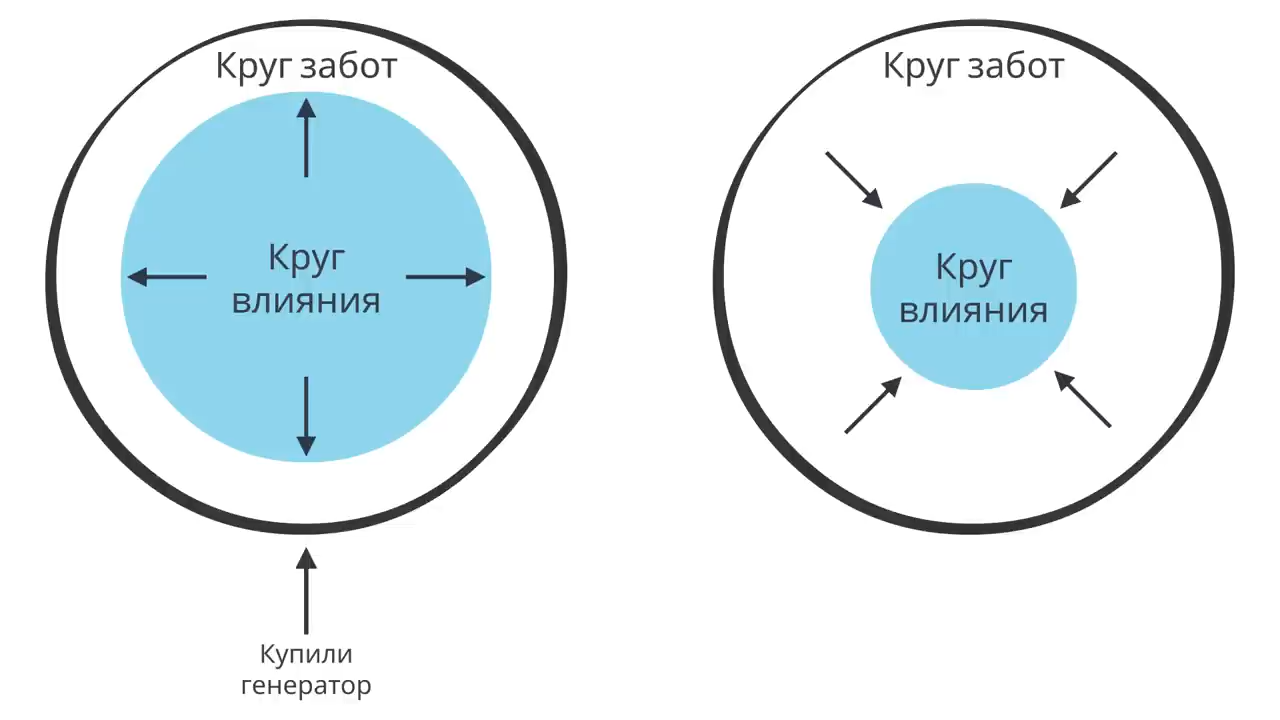 Круг забот
Круг
влияния
Купили
генератор
Круг забот
Круг
влияния